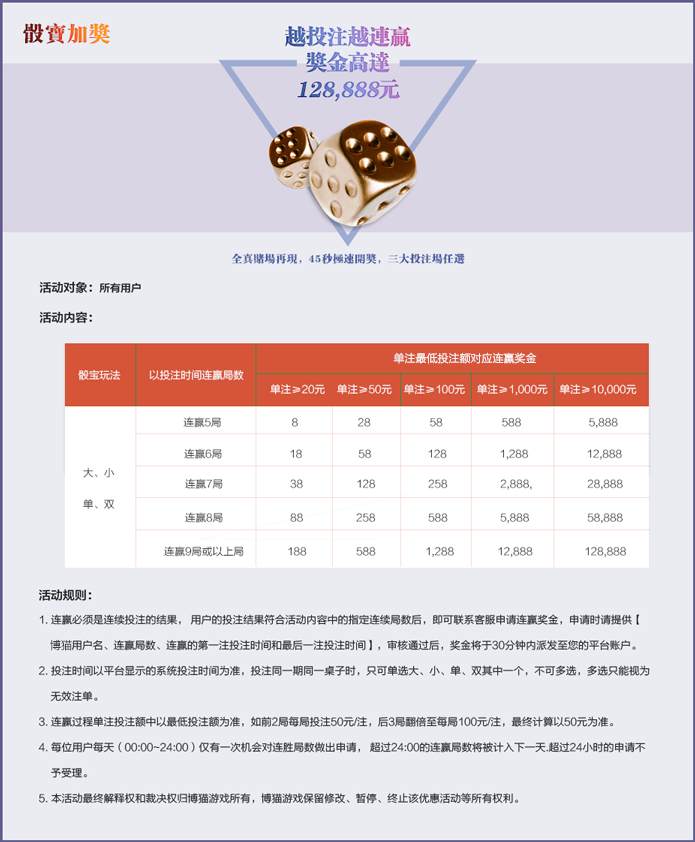 骰寶加獎
越投注越連贏
獎金高達
128,888元
全真賭場再現，45秒極速開獎，三大投注場任選
活动对象：所有用户
活动内容：
骰宝玩法 以投注时间连赢局数 单注最低投注额对应连赢奖金
单注≥20元 单注≥50元 单注≥100元 单注≥1,000元 单注≥10,000元
大、小
单、双
连赢5局 8 28 58 588 5,888
连赢6局 18 58 128 1,288 12,888
连赢7局 38 128 258 2,888, 28,888
连赢8局 88 258 588 5,888 58,888
连赢9局或以上局 188 588 1,288 12,888 128,888
活动规则：
1. 连赢必须是连续投注的结果， 用户的投注结果符合活动内容中的指定连续局数后，即可联系客服申请连赢奖金，申请时请提供【
博猫用户名、连赢局数、连赢的第一注投注时间和最后一注投注时间】，审核通过后，奖金将于30分钟内派发至您的平台账户。
2. 投注时间以平台显示的系统投注时间为准，投注同一期同一桌子时，只可单选大、小、单、双其中一个，不可多选，多选只能视为
无效注单。
3. 连赢过程单注投注额中以最低投注额为准，如前2局每局投注50元/注，后3局翻倍至每局100元/注，最终计算以50元为准。
4. 每位用户每天（00:00~24:00）仅有一次机会对连胜局数做出申请， 超过24:00的连赢局数将被计入下一天.超过24小时的申请不
予受理。
5. 本活动最终解释权和裁决权归博猫游戏所有，博猫游戏保留修改、暂停、终止该优惠活动等所有权利。